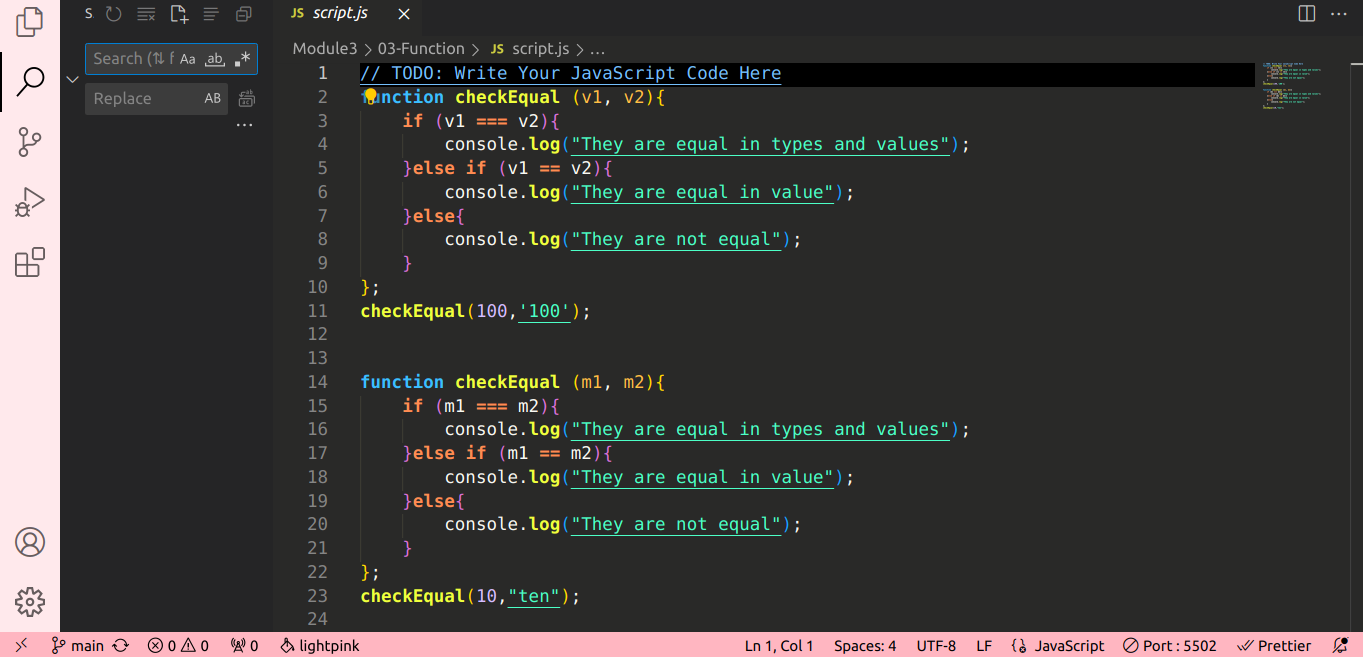 S
JS script.js
Search (⇅ f Aa ab .*
Replace AB
...
Module3 > 03-Function > JS script.js > ...
1 // TODO: Write Your JavaScript Code Here
2 function checkEqual (v1, v2){
3 if (v1 === v2){
4 console.log("They are equal in types and values");
5 }else if (v1 == v2){
6 console.log("They are equal in value");
7 }else{
8 console.log("They are not equal");
9 }
10 };
11 checkEqual(100,'100');
12
13
14 function checkEqual (m1, m2){
15 if (m1 === m2){
16 console.log("They are equal in types and values");
17 }else if (m1 == m2){
18 console.log("They are equal in value");
19 }else{
20 console.log("They are not equal");
21 }
22 };
23 checkEqual(10,"ten");
24
main 0 0 0 lightpink Ln 1, Col 1 Spaces: 4 UTF-8 LF {} JavaScript Port : 5502 Prettier